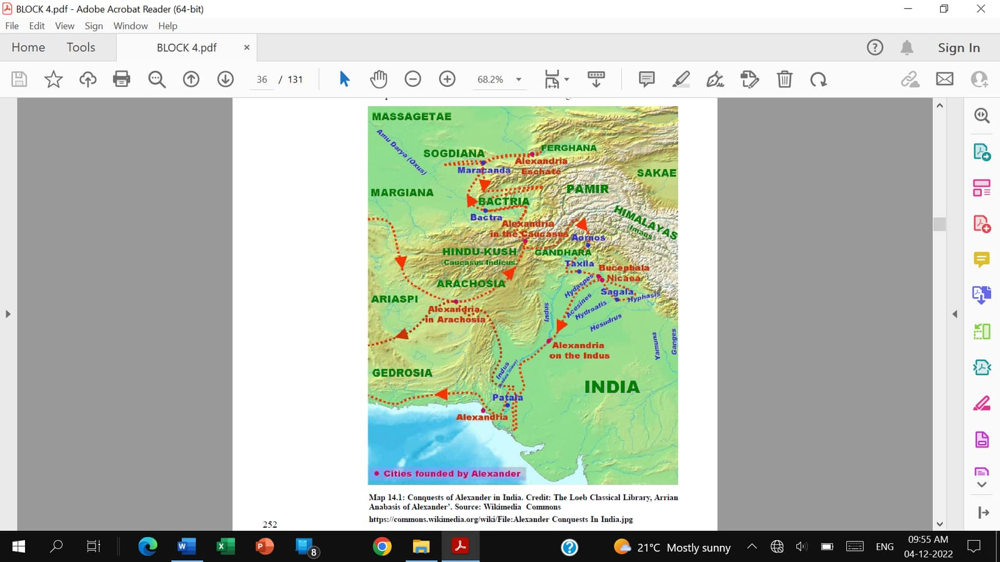 BLOCK 4.pdf - Adobe Acrobat Reader (64-bit)
File Edit View Sign Window Help
Home Tools BLOCK 4.pdf × Sign In
36 / 131 68.2%
MASSAGETAE
Amu Darya (Oxus)
FERGHANA
SOGDIANA
Alexandria
Eschate
Maracanda
SAKAE
PAMIR
MARGIANA
BACTRIA
HIMALAYAS
(Imaus)
Bactra
Alexandria
in the Caucasus
Aornos
HINDU-KUSH
(Caucasus Indicus)
GANDHARA
Taxila
Bucephala
Nicaea
Hydaspes
ARACHOSIA
Sagala
Hyphasis
ARIASPI
Acesines
Hydroatis
Indus
Alexandria
in Arachosia
Hesudrus
Yamuna
Ganges
Alexandria
on the Indus
GEDROSIA
Indus
INDIA
Patala
Alexandria
• Cities founded by Alexander
Map 14.1: Conquests of Alexander in India. Credit: The Loeb Classical Library, Arrian
Anabasis of Alexander’. Source: Wikimedia Commons
https://commons.wikimedia.org/wiki/File:Alexander Conquests In India.jpg
252
8
21°C Mostly sunny
ENG
09:55 AM
04-12-2022